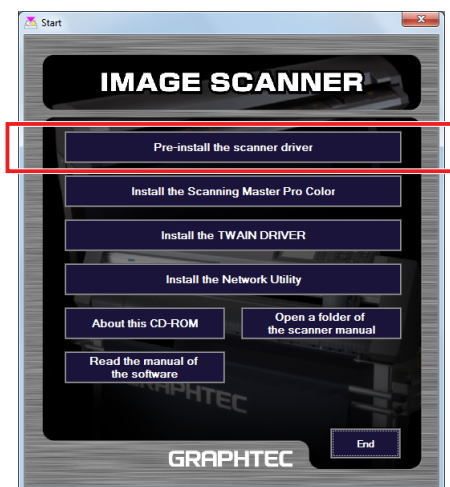 Start
IMAGE SCANNER
Pre-install the scanner driver
Install the Scanning Master Pro Color
Install the TWAIN DRIVER
Install the Network Utility
About this CD-ROM
Open a folder of
the scanner manual
Read the manual of
the software
GRAPHTEC
End
GRAPHTEC